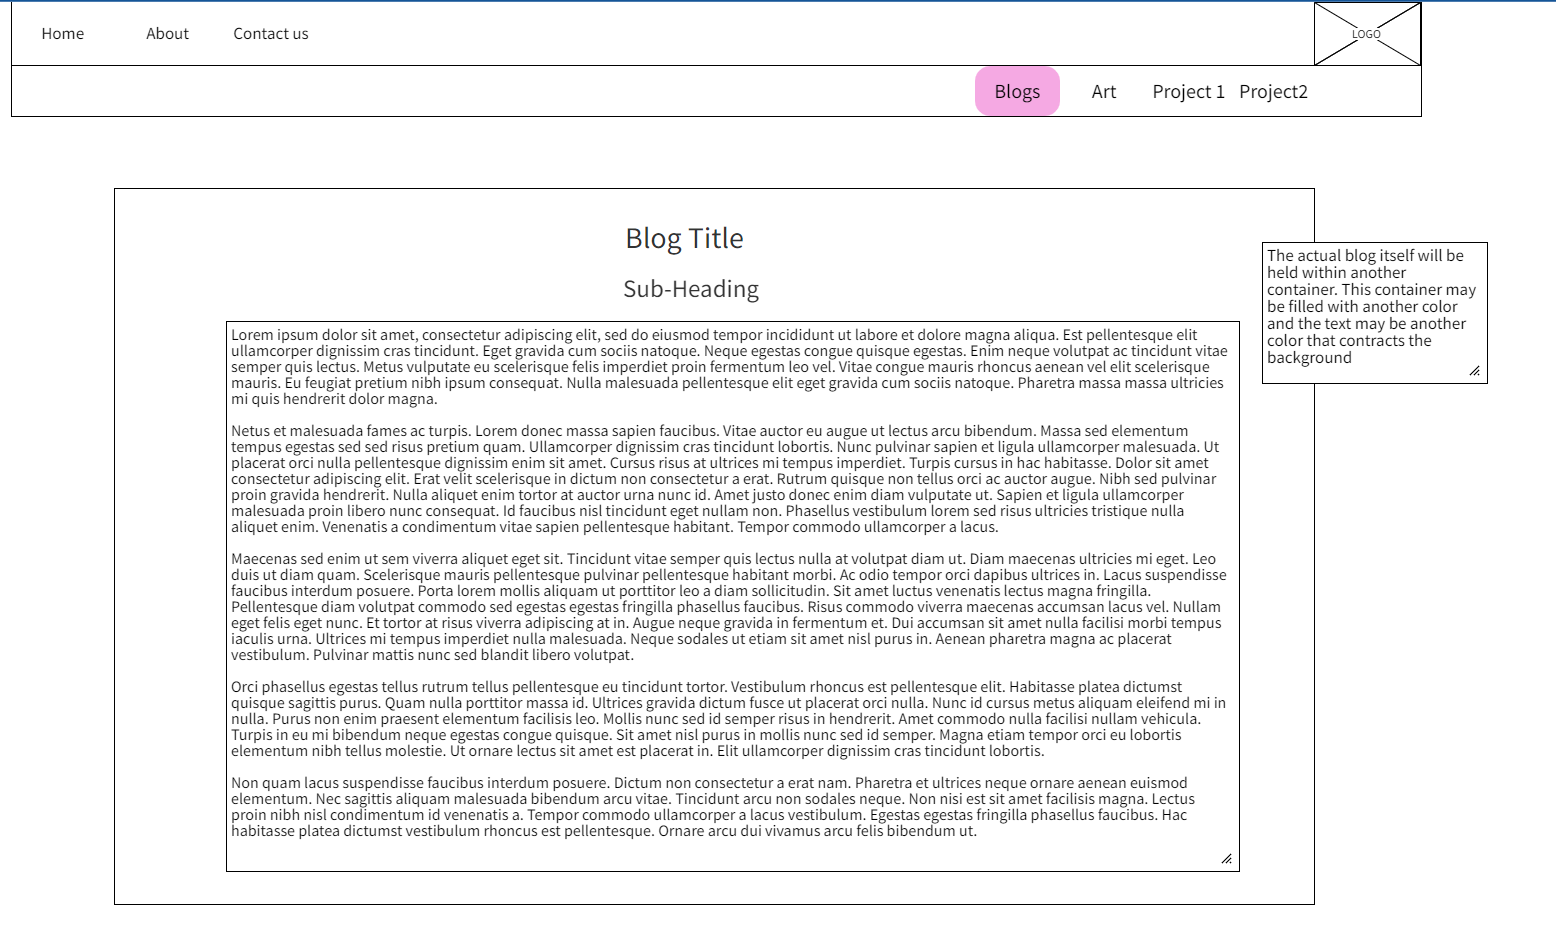 Home About Contact us LOGO
Blogs Art Project 1 Project2
Blog Title
Sub-Heading
The actual blog itself will be
held within another
container. This container may
be filled with another color
and the text may be another
color that contracts the
background
Lorem ipsum dolor sit amet, consectetur adipiscing elit, sed do eiusmod tempor incididunt ut labore et dolore magna aliqua. Est pellentesque elit
ullamcorper dignissim cras tincidunt. Eget gravida cum sociis natoque. Neque egestas congue quisque egestas. Enim neque volutpat ac tincidunt vitae
semper quis lectus. Metus vulputate eu scelerisque felis imperdiet proin fermentum leo vel. Vitae congue mauris rhoncus aenean vel elit scelerisque
mauris. Eu feugiat pretium nibh ipsum consequat. Nulla malesuada pellentesque elit eget gravida cum sociis natoque. Pharetra massa massa ultricies
mi quis hendrerit dolor magna.
Netus et malesuada fames ac turpis. Lorem donec massa sapien faucibus. Vitae auctor eu augue ut lectus arcu bibendum. Massa sed elementum
tempus egestas sed sed risus pretium quam. Ullamcorper dignissim cras tincidunt lobortis. Nunc pulvinar sapien et ligula ullamcorper malesuada. Ut
placerat orci nulla pellentesque dignissim enim sit amet. Cursus risus at ultrices mi tempus imperdiet. Turpis cursus in hac habitasse. Dolor sit amet
consectetur adipiscing elit. Erat velit scelerisque in dictum non consectetur a erat. Rutrum quisque non tellus orci ac auctor augue. Nibh sed pulvinar
proin gravida hendrerit. Nulla aliquet enim tortor at auctor urna nunc id. Amet justo donec enim diam vulputate ut. Sapien et ligula ullamcorper
malesuada proin libero nunc consequat. Id faucibus nisl tincidunt eget nullam non. Phasellus vestibulum lorem sed risus ultricies tristique nulla
aliquet enim. Venenatis a condimentum vitae sapien pellentesque habitant. Tempor commodo ullamcorper a lacus.
Maecenas sed enim ut sem viverra aliquet eget sit. Tincidunt vitae semper quis lectus nulla at volutpat diam ut. Diam maecenas ultricies mi eget. Leo
duis ut diam quam. Scelerisque mauris pellentesque pulvinar pellentesque habitant morbi. Ac odio tempor orci dapibus ultrices in. Lacus suspendisse
faucibus interdum posuere. Porta lorem mollis aliquam ut porttitor leo a diam sollicitudin. Sit amet luctus venenatis lectus magna fringilla.
Pellentesque diam volutpat commodo sed egestas egestas fringilla phasellus faucibus. Risus commodo viverra maecenas accumsan lacus vel. Nullam
eget felis eget nunc. Et tortor at risus viverra adipiscing at in. Augue neque gravida in fermentum et. Dui accumsan sit amet nulla facilisi morbi tempus
iaculis urna. Ultrices mi tempus imperdiet nulla malesuada. Neque sodales ut etiam sit amet nisl purus in. Aenean pharetra magna ac placerat
vestibulum. Pulvinar mattis nunc sed blandit libero volutpat.
Orci phasellus egestas tellus rutrum tellus pellentesque eu tincidunt tortor. Vestibulum rhoncus est pellentesque elit. Habitasse platea dictumst
quisque sagittis purus. Quam nulla porttitor massa id. Ultrices gravida dictum fusce ut placerat orci nulla. Nunc id cursus metus aliquam eleifend mi in
nulla. Purus non enim praesent elementum facilisis leo. Mollis nunc sed id semper risus in hendrerit. Amet commodo nulla facilisi nullam vehicula.
Turpis in eu mi bibendum neque egestas congue quisque. Sit amet nisl purus in mollis nunc sed id semper. Magna etiam tempor orci eu lobortis
elementum nibh tellus molestie. Ut ornare lectus sit amet est placerat in. Elit ullamcorper dignissim cras tincidunt lobortis.
Non quam lacus suspendisse faucibus interdum posuere. Dictum non consectetur a erat nam. Pharetra et ultrices neque ornare aenean euismod
elementum. Nec sagittis aliquam malesuada bibendum arcu vitae. Tincidunt arcu non sodales neque. Non nisi est sit amet facilisis magna. Lectus
proin nibh nisl condimentum id venenatis a. Tempor commodo ullamcorper a lacus vestibulum. Egestas egestas fringilla phasellus faucibus. Hac
habitasse platea dictumst vestibulum rhoncus est pellentesque. Ornare arcu dui vivamus arcu felis bibendum ut.